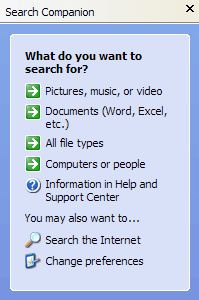 Search Companion
What do you want to
search for?
Pictures, music, or video
Documents (Word, Excel,
etc.)
All file types
Computers or people
Information in Help and
Support Center
You may also want to...
Search the Internet
Change preferences